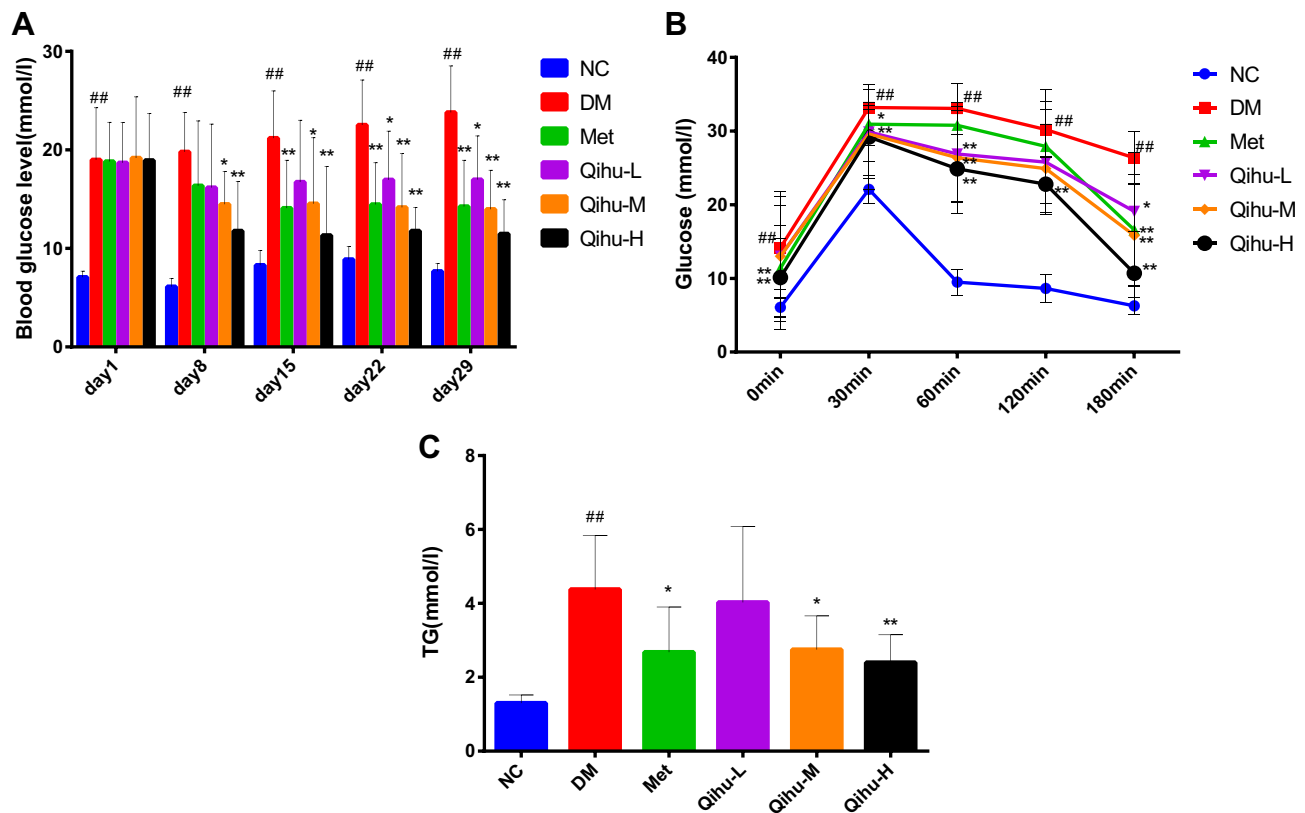 A
Blood glucose level(mmol/l)
30
20
10
0
##
##
*
**
##
**
*
**
##
**
*
**
**
##
**
*
**
**
day1
day8
day15
day22
day29
NC
DM
Met
Qihu-L
Qihu-M
Qihu-H
B
Glucose (mmol/l)
40
30
20
10
0
##
**
**
##
*
**
##
**
**
**
##
**
##
*
**
**
**
0min
30min
60min
120min
180min
NC
DM
Met
Qihu-L
Qihu-M
Qihu-H
C
TG(mmol/l)
8
6
4
2
0
##
*
*
**
NC
DM
Met
Qihu-L
Qihu-M
Qihu-H